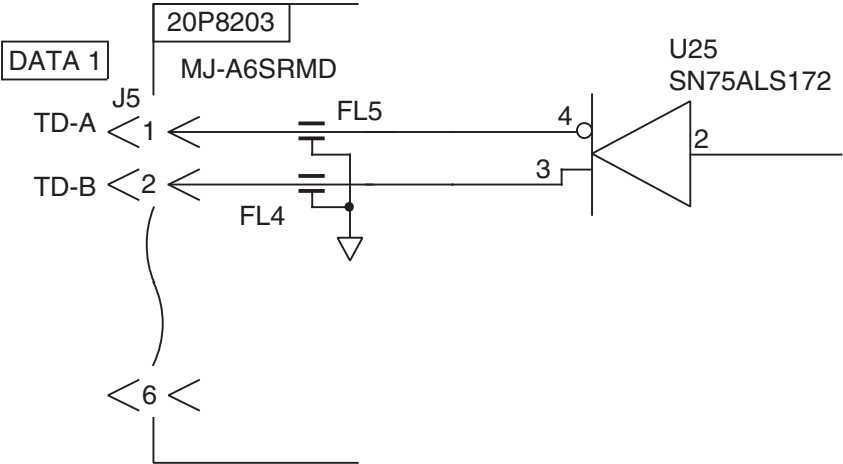 20P8203
DATA 1
MJ-A6SRMD
U25
SN75ALS172
J5
TD-A
1
FL5
4
2
TD-B
2
3
FL4
6